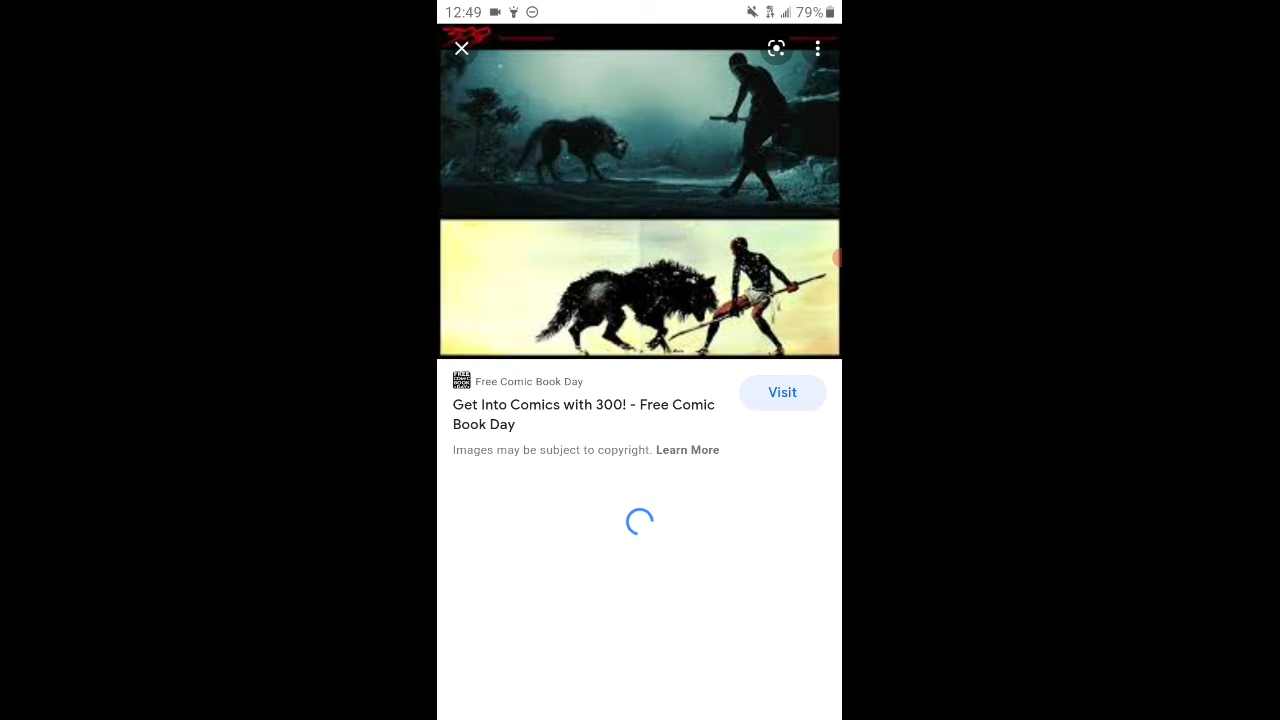 12:49
79%
300
Free Comic Book Day
Visit
Get Into Comics with 300! - Free Comic
Book Day
Images may be subject to copyright. Learn More